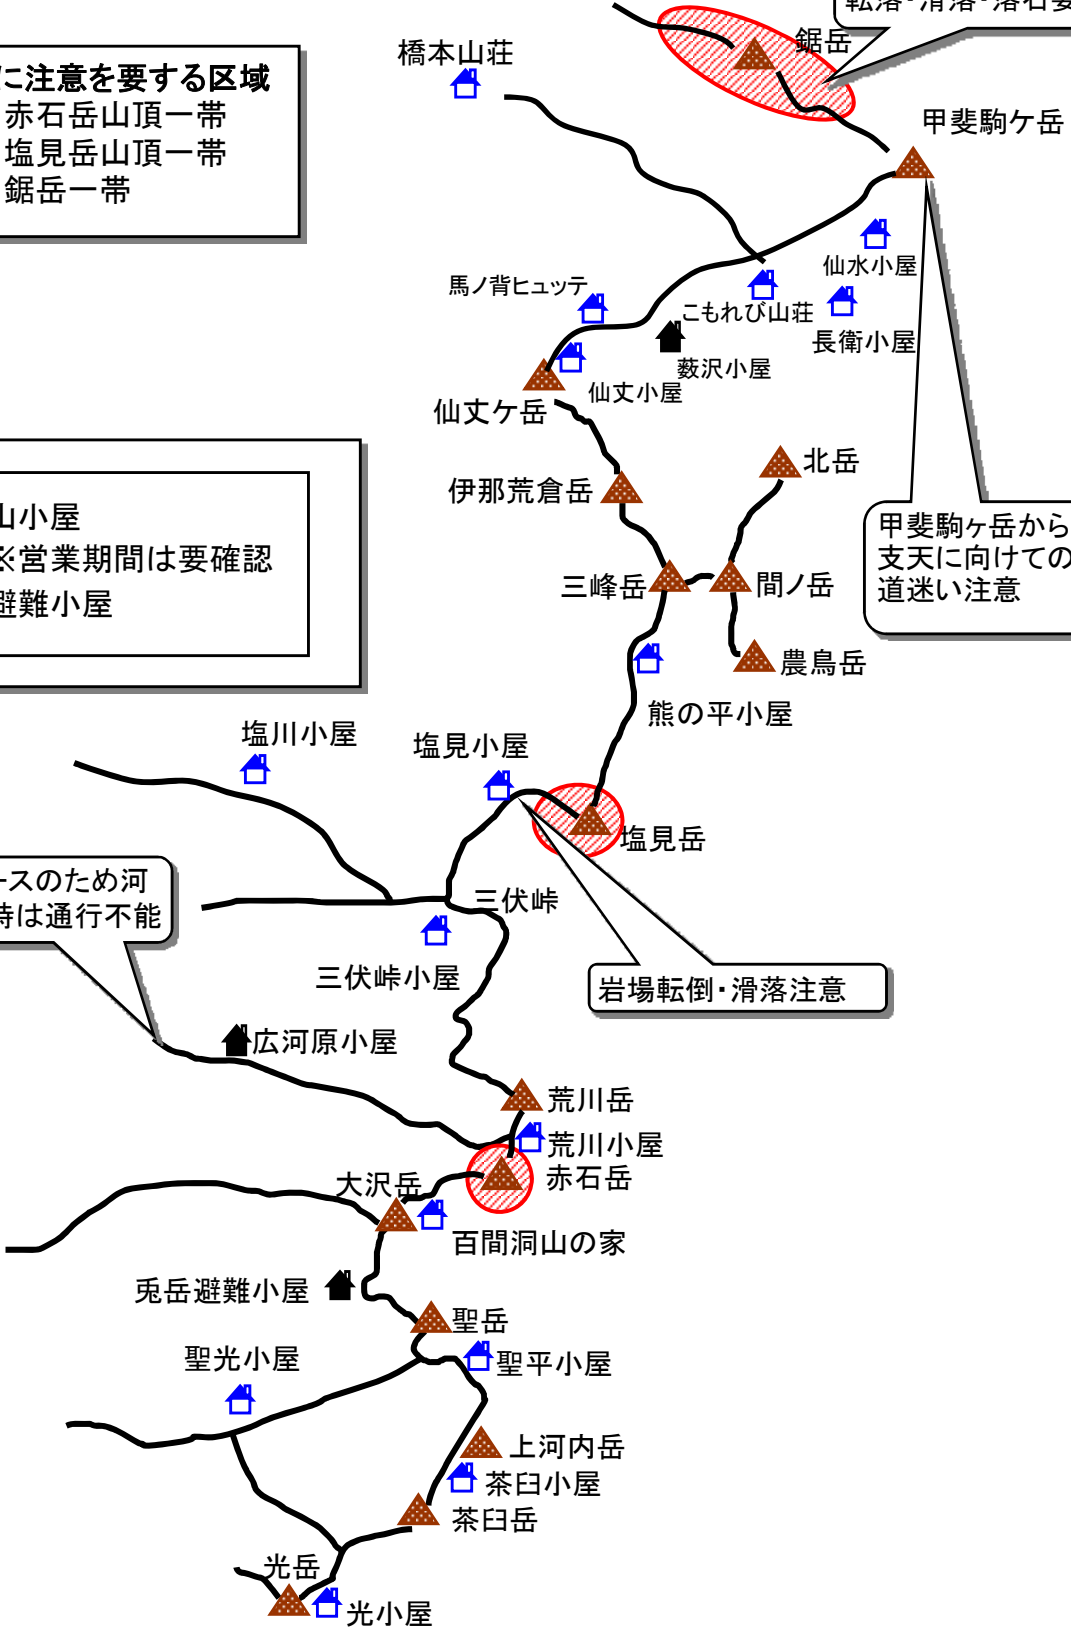 転落・滑落・落石要
鋸岳
橋本山荘
に注意を要する区域
赤石岳山頂一帯
塩見岳山頂一帯
鋸岳一帯
甲斐駒ケ岳
仙水小屋
馬ノ背ヒュッテ
こもれび山荘
長衛小屋
薮沢小屋
仙丈小屋
仙丈ケ岳
北岳
伊那荒倉岳
山小屋
※営業期間は要確認
避難小屋
甲斐駒ヶ岳から
支天に向けての
道迷い注意
三峰岳
間ノ岳
農鳥岳
熊の平小屋
塩川小屋
塩見小屋
塩見岳
ースのため河
時は通行不能
三伏峠
三伏峠小屋
岩場転倒・滑落注意
広河原小屋
荒川岳
荒川小屋
赤石岳
大沢岳
百間洞山の家
兎岳避難小屋
聖岳
聖光小屋
聖平小屋
上河内岳
茶臼小屋
茶臼岳
光岳
光小屋